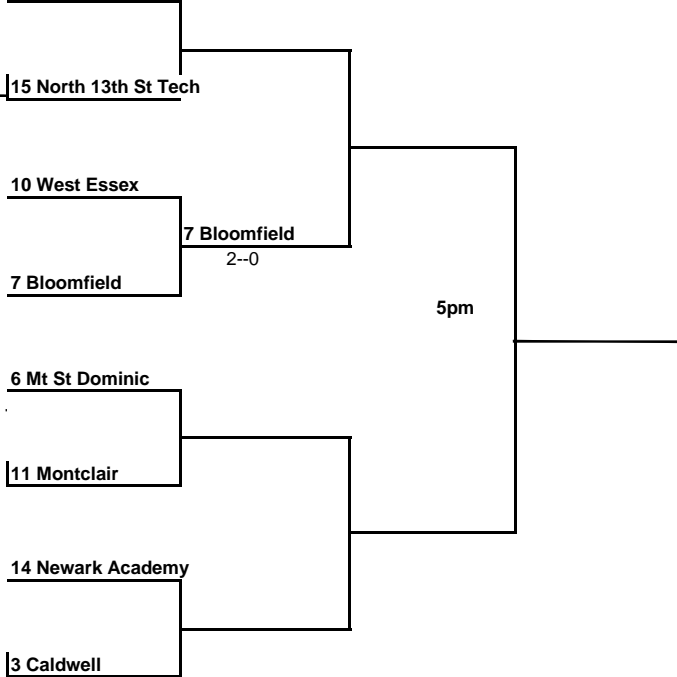 15 North 13th St Tech
10 West Essex
7 Bloomfield
2--0
7 Bloomfield
5pm
6 Mt St Dominic
11 Montclair
14 Newark Academy
3 Caldwell